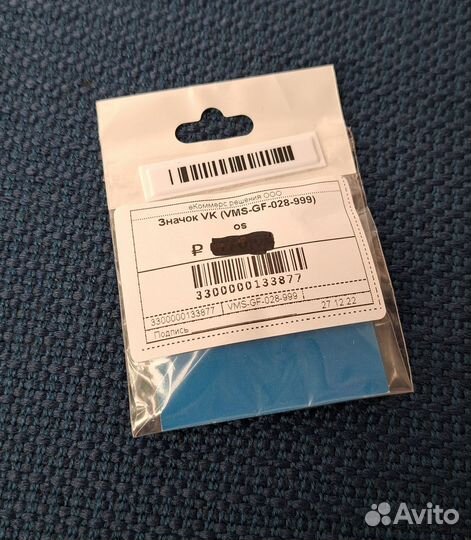 еКоммерс решения ООО
Значок VK (VMS-GF-028-999)
os
₽
3300000133877
3300000133877 VMS-GF-028-999 27.12.22
Подпись
Avito